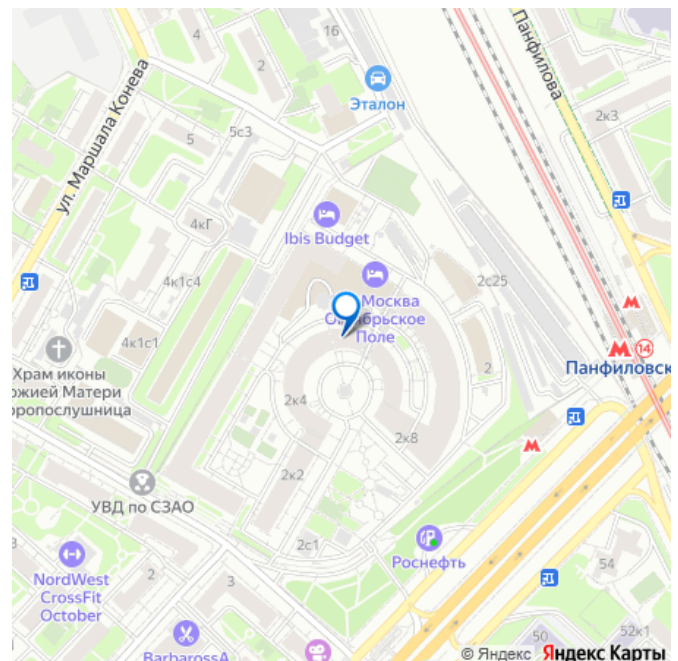 16
4
2
Эталон
Панфилова
2к3
5с3
5
ул. Маршала Конева
4кГ
Ibis Budget
4к1с4
2с25
Москва
Октябрьское
Поле
4к1с1
14
Панфиловск
2
Храм иконы
ожией Матери
оропослушница
2к4
2к8
2к2
УВД по СЗАО
2с1
Роснефть
54
NordWest
CrossFit
October
2
3
50
52к1
BarbarossA
© Яндекс Яндекс Карты